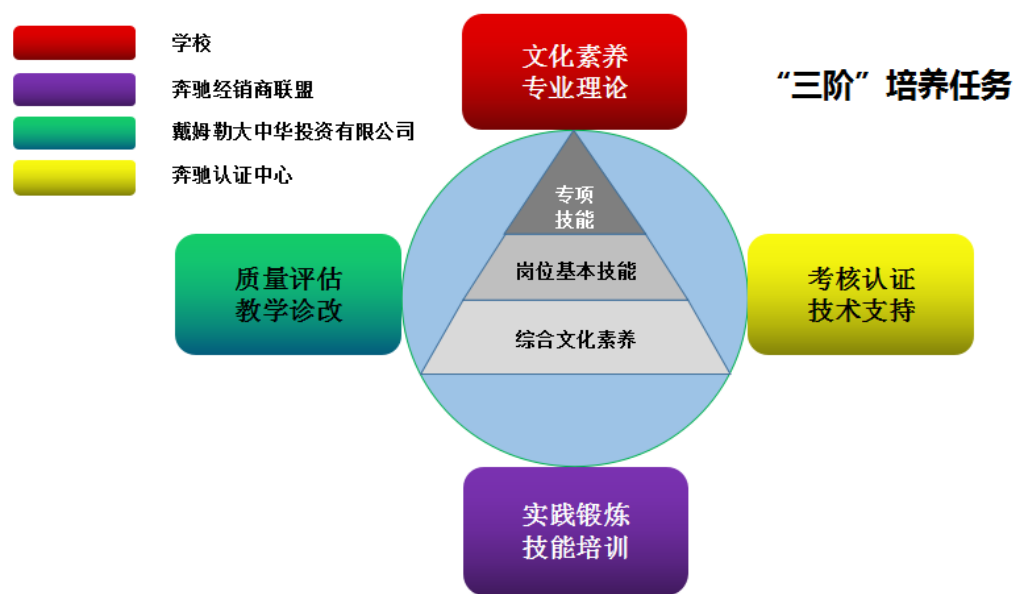 学校
奔驰经销商联盟
戴姆勒大中华投资有限公司
奔驰认证中心
文化素养
专业理论
“三阶”培养任务
专项
技能
岗位基本技能
综合文化素养
质量评估
教学诊改
考核认证
技术支持
实践锻炼
技能培训